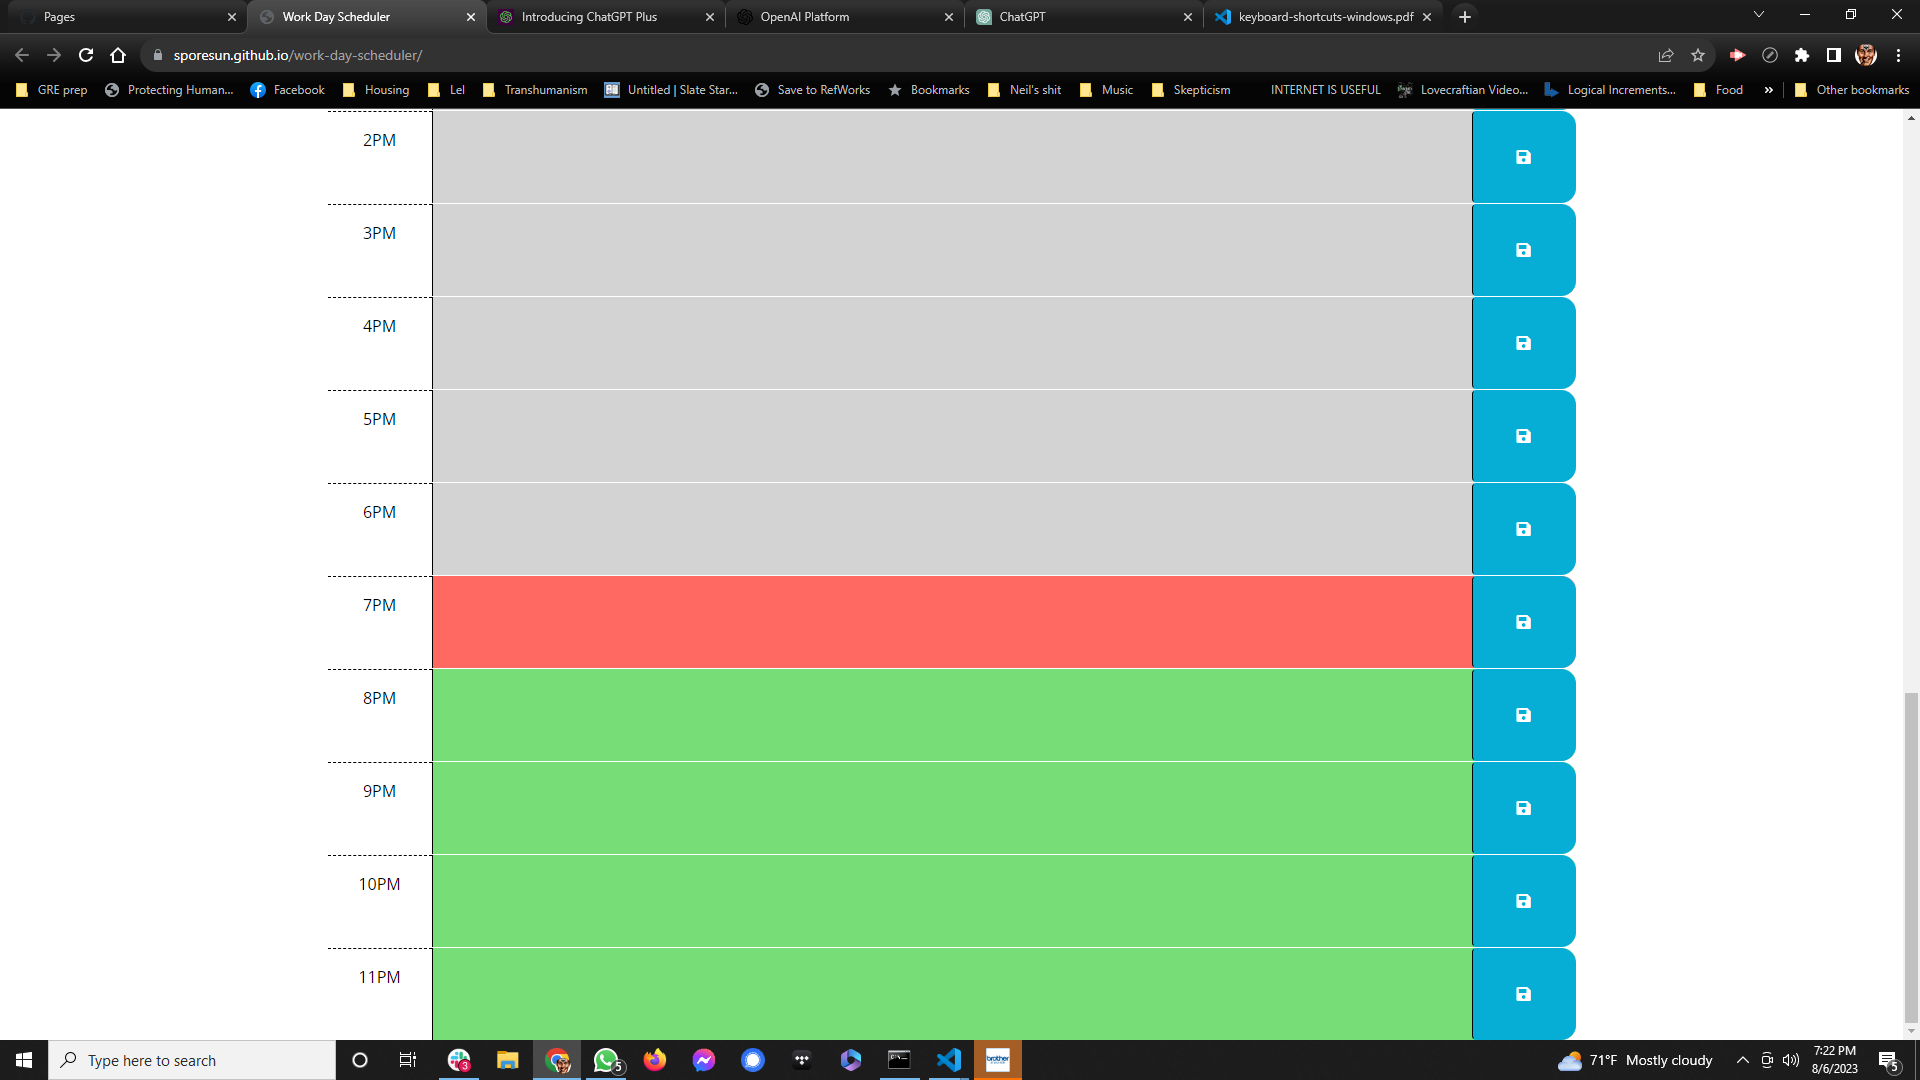 Pages
Work Day Scheduler
Introducing ChatGPT Plus
OpenAI Platform
ChatGPT
keyboard-shortcuts-windows.pdf
sporesun.github.io/work-day-scheduler/
GRE prep
Protecting Human...
Facebook
Housing
Lel
Transhumanism
Untitled | Slate Star...
Save to RefWorks
Bookmarks
Neil's shit
Music
Skepticism
INTERNET IS USEFUL
Lovecraftian Video...
Logical Increments...
Food
»
Other bookmarks
2PM
3PM
4PM
5PM
6PM
7PM
8PM
9PM
10PM
11PM
Type here to search
3
5
brother
71°F Mostly cloudy
7:22 PM
8/6/2023
5